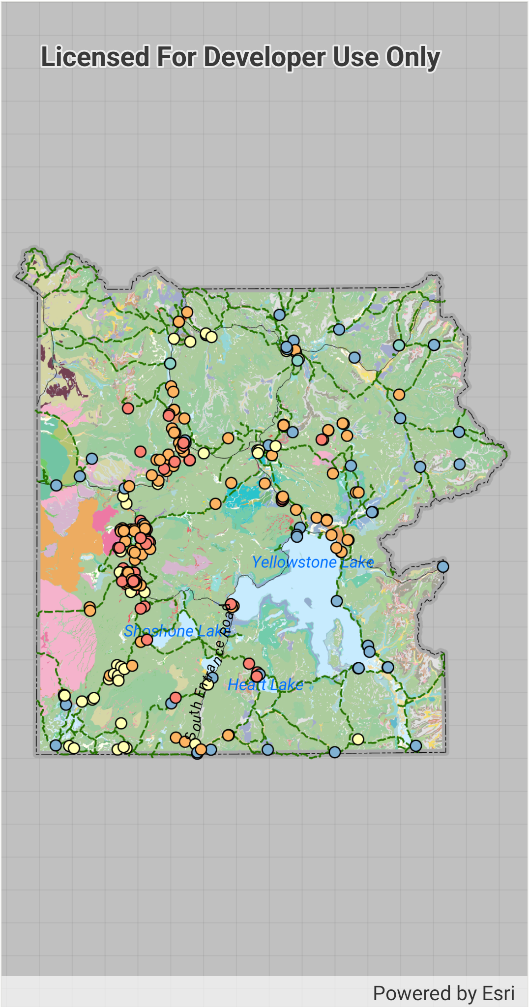 Licensed For Developer Use Only
Yellowstone Lake
Shoshone Lake
South Entrance Road
Heart Lake
Powered by Esri